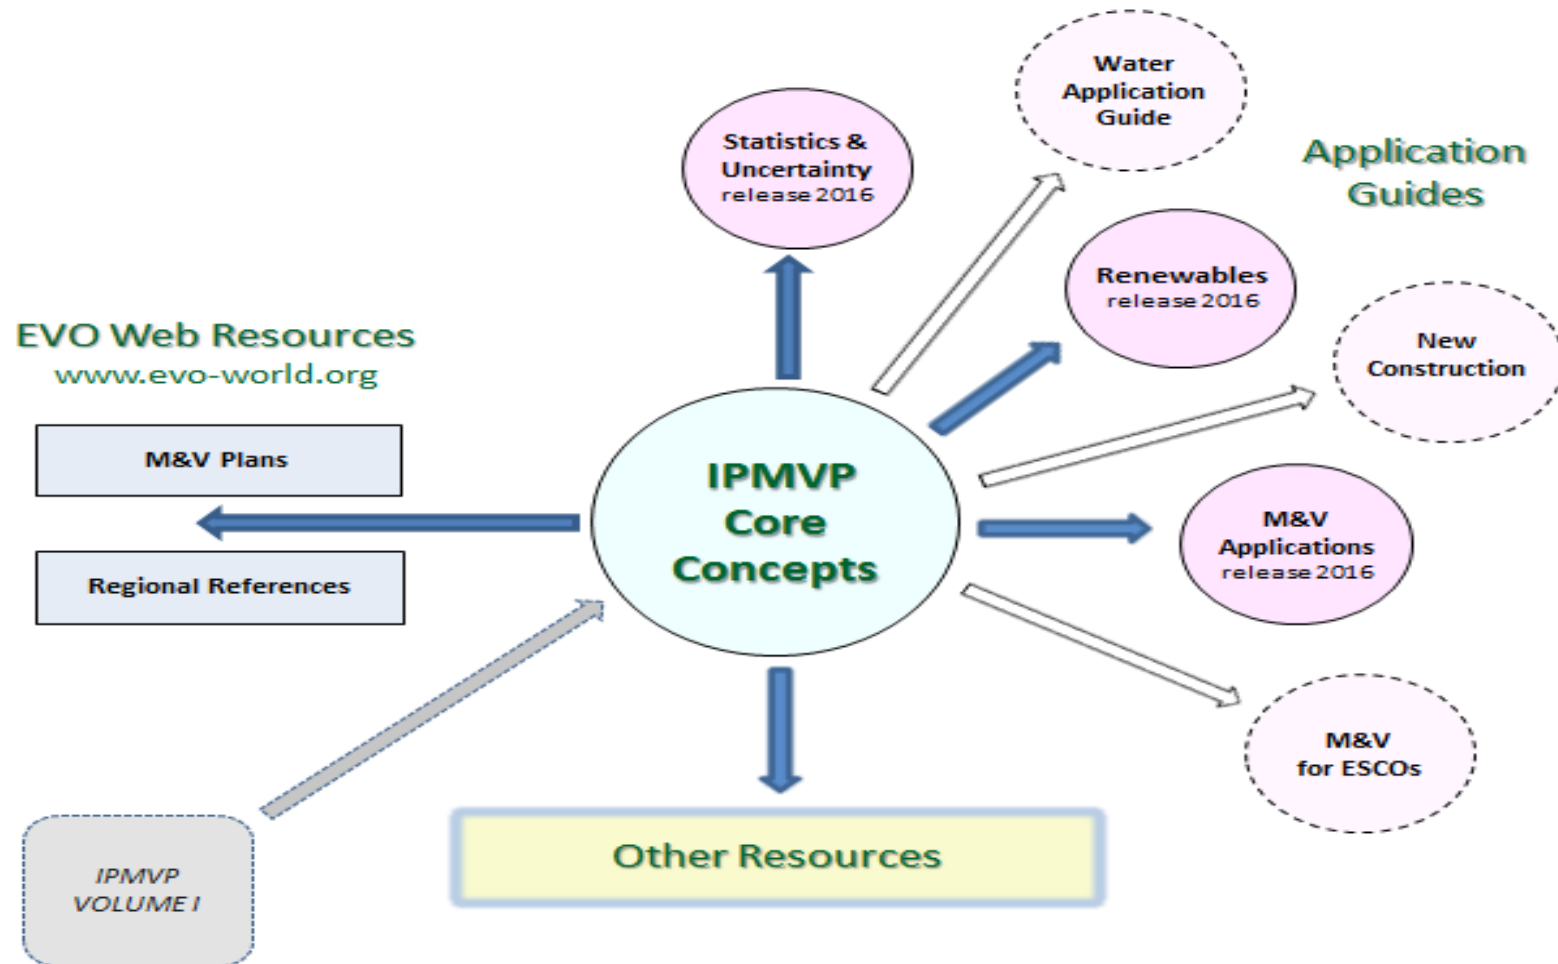 Water
Application
Guide
Statistics &
Uncertainty
release 2016
Application
Guides
Renewables
release 2016
EVO Web Resources
www.evo-world.org
New
Construction
M&V Plans
IPMVP
Core
Concepts
M&V
Applications
release 2016
Regional References
M&V
for ESCOs
Other Resources
IPMVP
VOLUME I